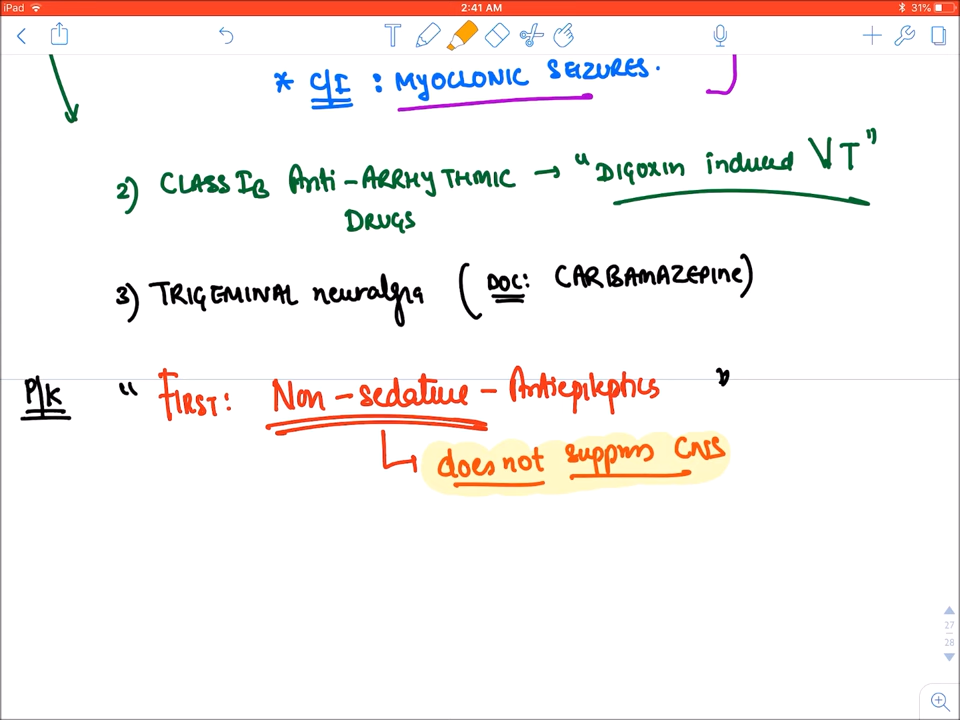 iPad
2:41 AM
31%
T
* C/I : MYOCLONIC SEIZURES.
2) CLASS IB Anti-ARRHYTHMIC → "DIGOXIN induced VT"
DRUGS
3) TRIGEMINAL neuralgia (DOC: CARBAMAZEPINE)
P/K " FIRST: Non-sedative-Antiepileptics "
does not suppress CNS
27
28